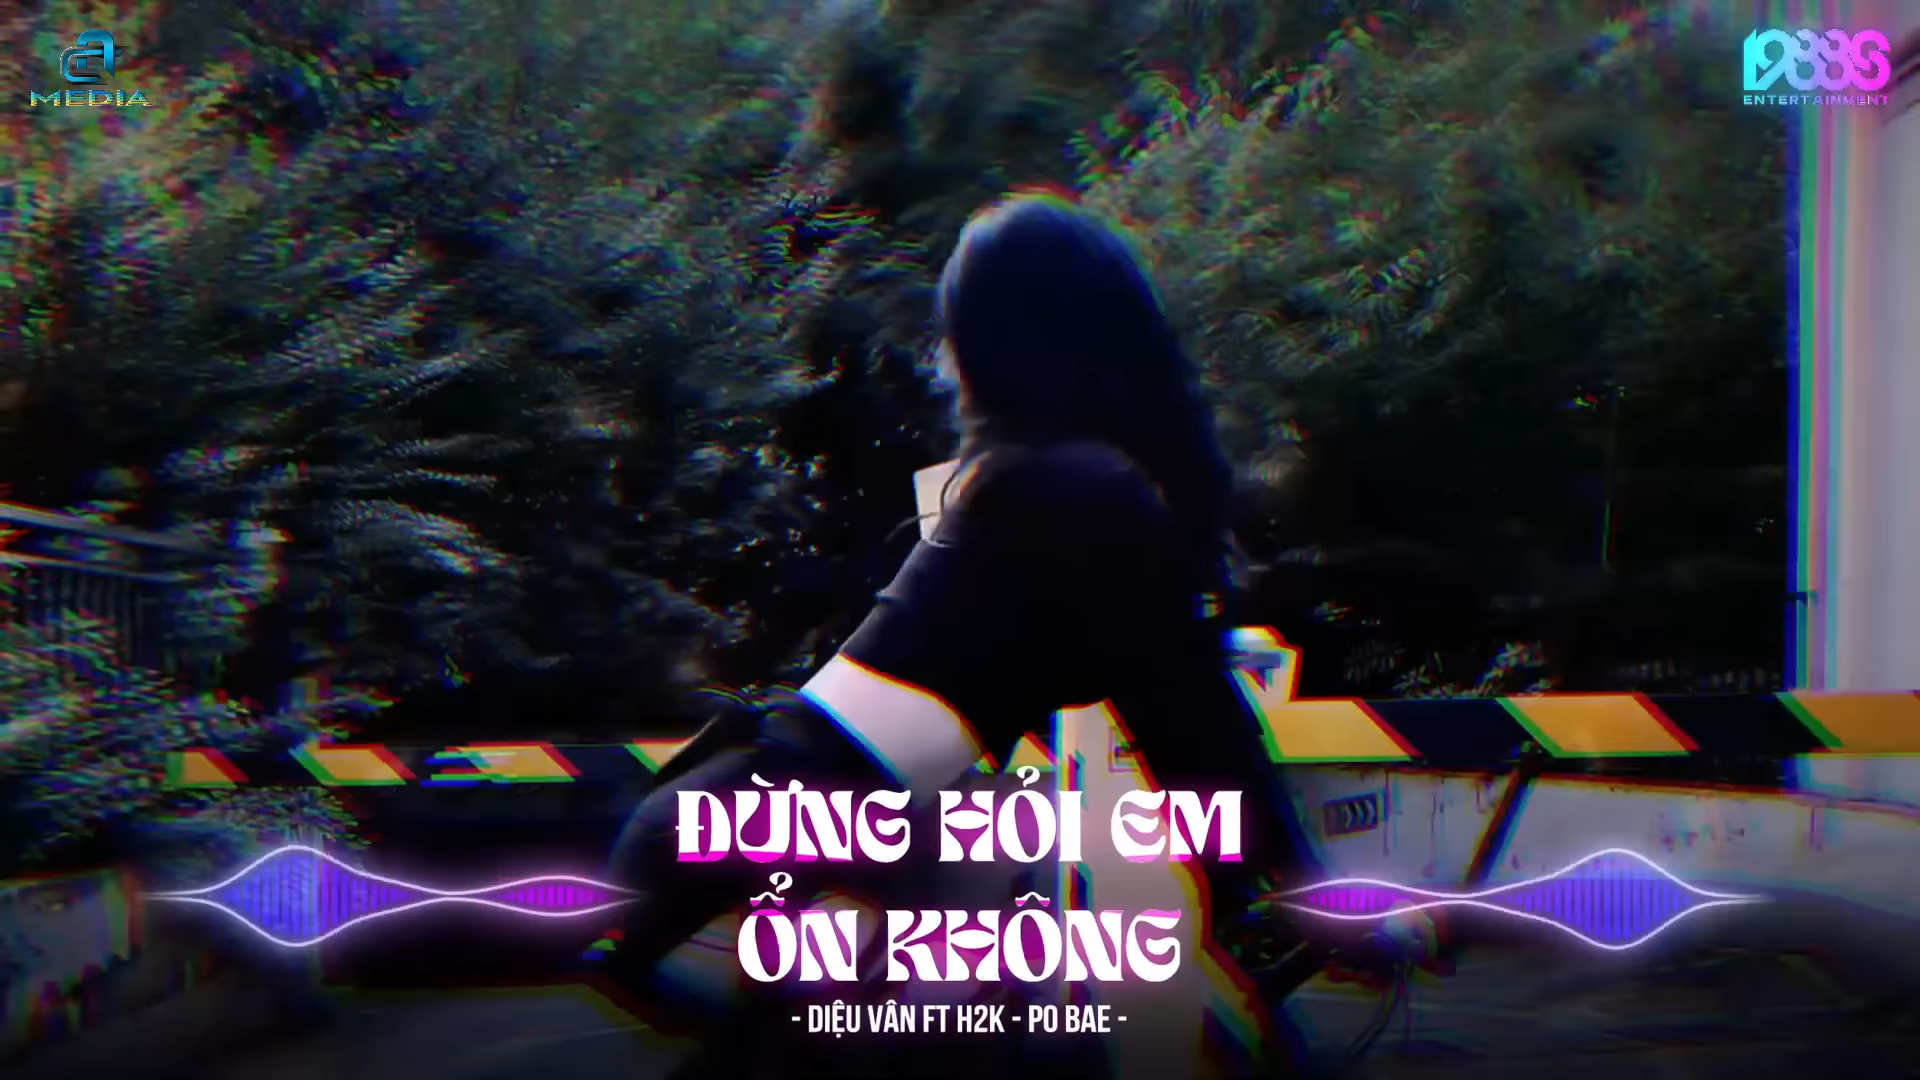 MEDIA
1988S
ENTERTAINMENT
ĐỪNG HỎI EM
ỔN KHÔNG
- DIỆU VÂN FT H2K - PO BAE -